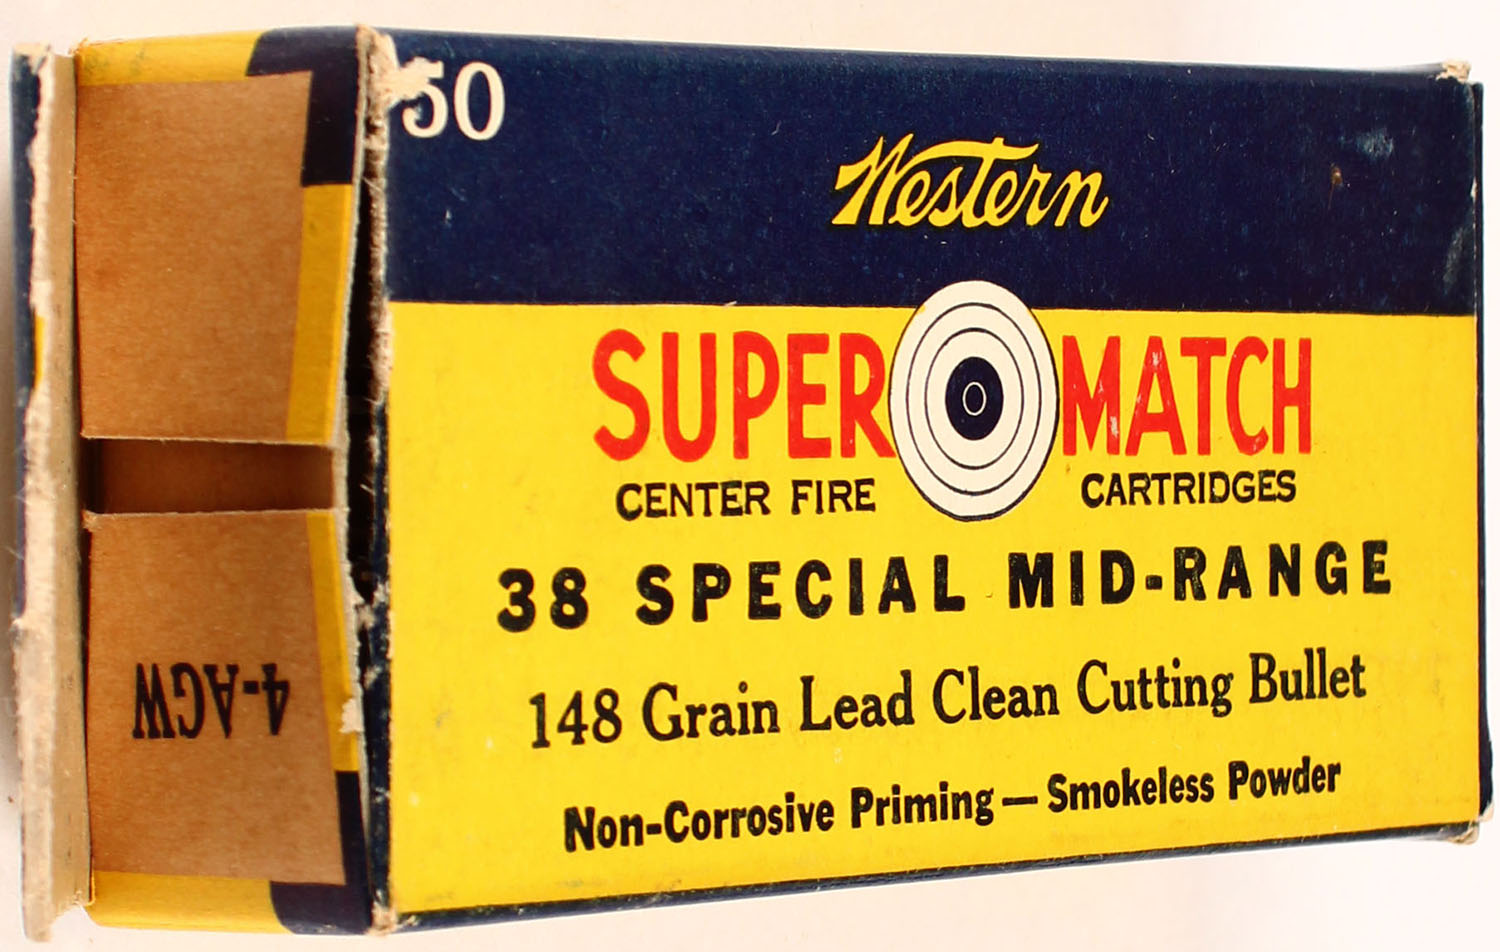 50
Western
SUPER MATCH
CENTER FIRE CARTRIDGES
38 SPECIAL MID-RANGE
148 Grain Lead Clean Cutting Bullet
Non-Corrosive Priming — Smokeless Powder
4-AGW